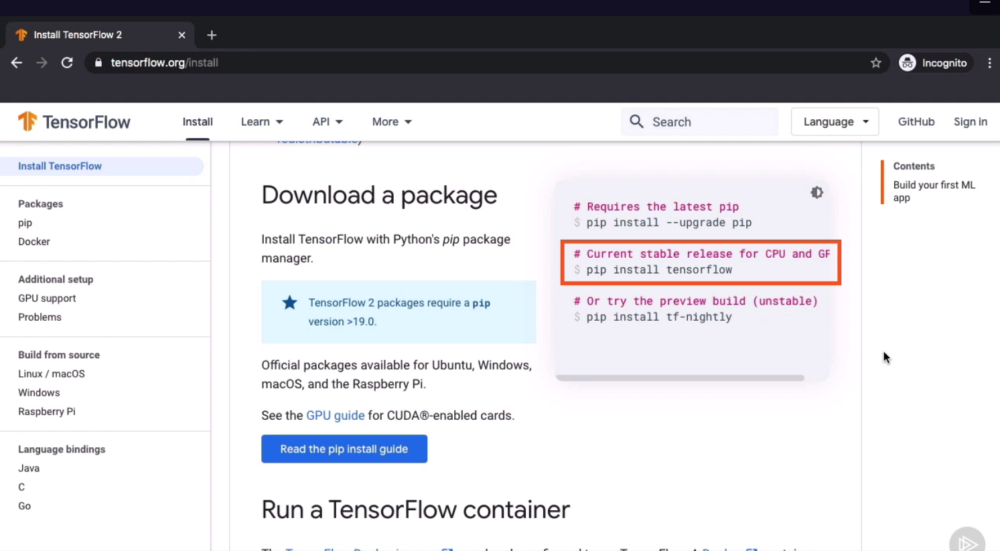 Install TensorFlow 2
tensorflow.org/install
Incognito
TensorFlow
Install
Learn
API
More
Search
Language
GitHub
Sign in
Install TensorFlow
Packages
pip
Docker
Additional setup
GPU support
Problems
Build from source
Linux / macOS
Windows
Raspberry Pi
Language bindings
Java
C
Go
Download a package
Install TensorFlow with Python's pip package
manager.
TensorFlow 2 packages require a pip
version >19.0.
Official packages available for Ubuntu, Windows,
macOS, and the Raspberry Pi.
See the GPU guide for CUDA®-enabled cards.
Read the pip install guide
# Requires the latest pip
$ pip install --upgrade pip
# Current stable release for CPU and
$ pip install tensorflow
# Or try the preview build (unstable)
$ pip install tf-nightly
Run a TensorFlow container
Contents
Build your first ML
app